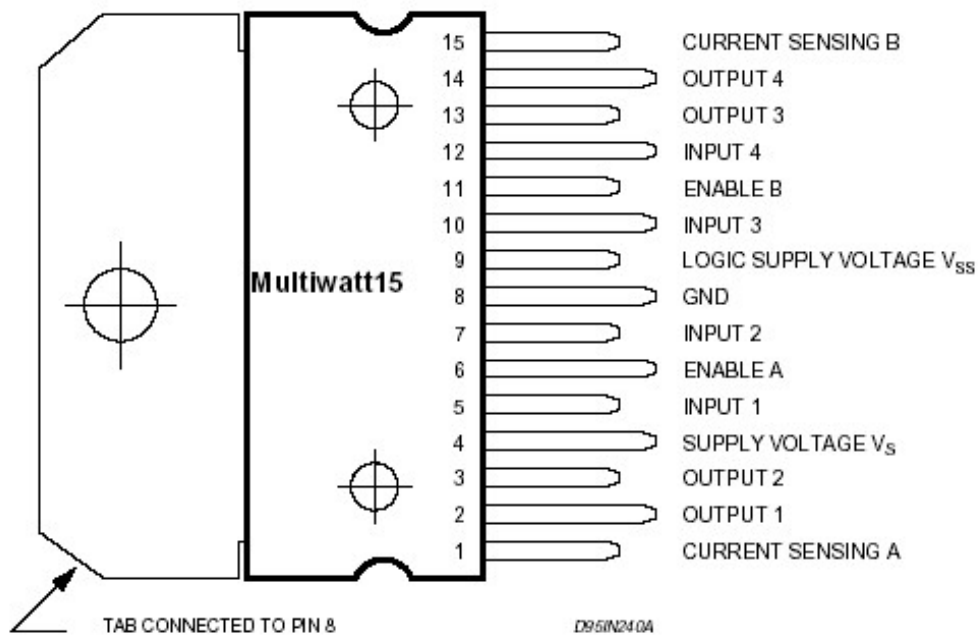 15 CURRENT SENSING B
14 OUTPUT 4
13 OUTPUT 3
12 INPUT 4
11 ENABLE B
10 INPUT 3
9 LOGIC SUPPLY VOLTAGE VSS
Multiwatt15
8 GND
7 INPUT 2
6 ENABLE A
5 INPUT 1
4 SUPPLY VOLTAGE VS
3 OUTPUT 2
2 OUTPUT 1
1 CURRENT SENSING A
TAB CONNECTED TO PIN 8
D95IN240A